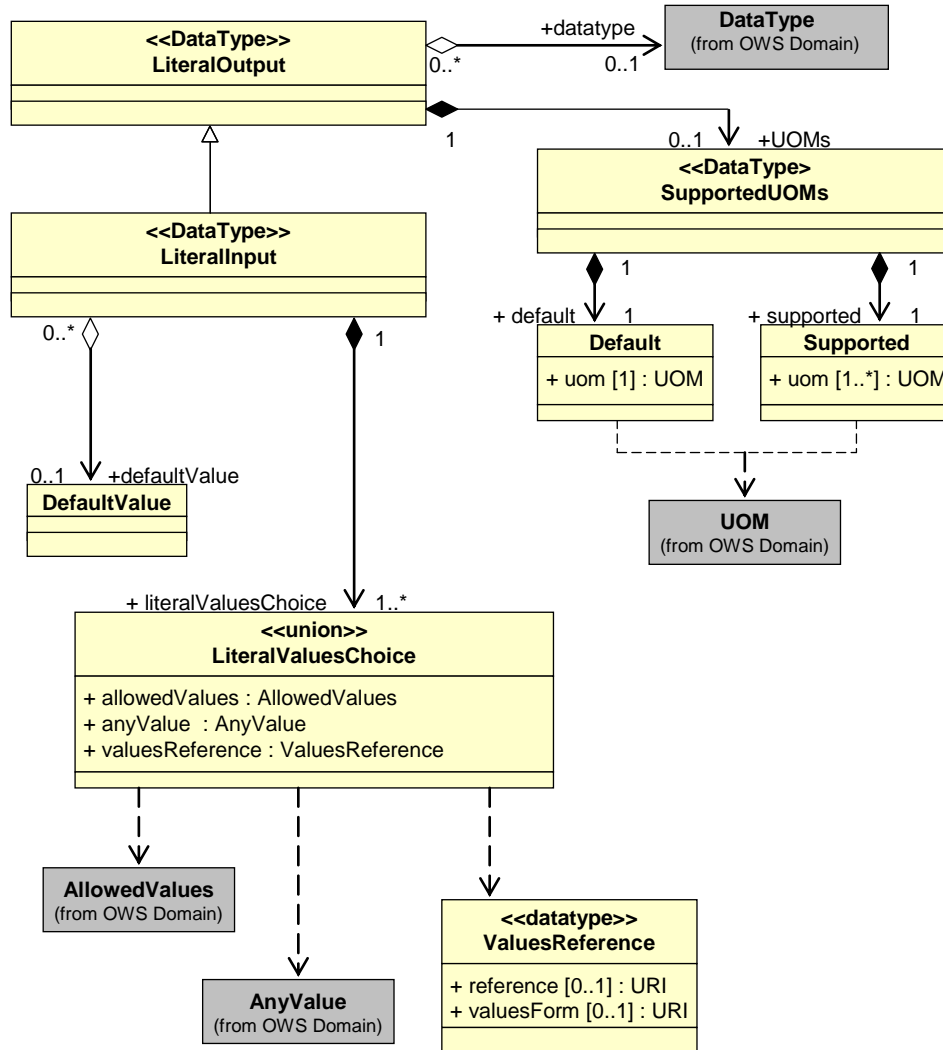 <<DataType>>
LiteralOutput
+datatype
0..*
0..1
DataType
(from OWS Domain)
1
0..1
+UOMs
<<DataType>
SupportedUOMs
<<DataType>>
LiteralInput
1
1
+ default
1
+ supported
1
Default
+ uom [1] : UOM
Supported
+ uom [1..*] : UOM
0..*
1
0..1
+defaultValue
DefaultValue
UOM
(from OWS Domain)
+ literalValuesChoice
1..*
<<union>>
LiteralValuesChoice
+ allowedValues : AllowedValues
+ anyValue : AnyValue
+ valuesReference : ValuesReference
AllowedValues
(from OWS Domain)
AnyValue
(from OWS Domain)
<<datatype>>
ValuesReference
+ reference [0..1] : URI
+ valuesForm [0..1] : URI